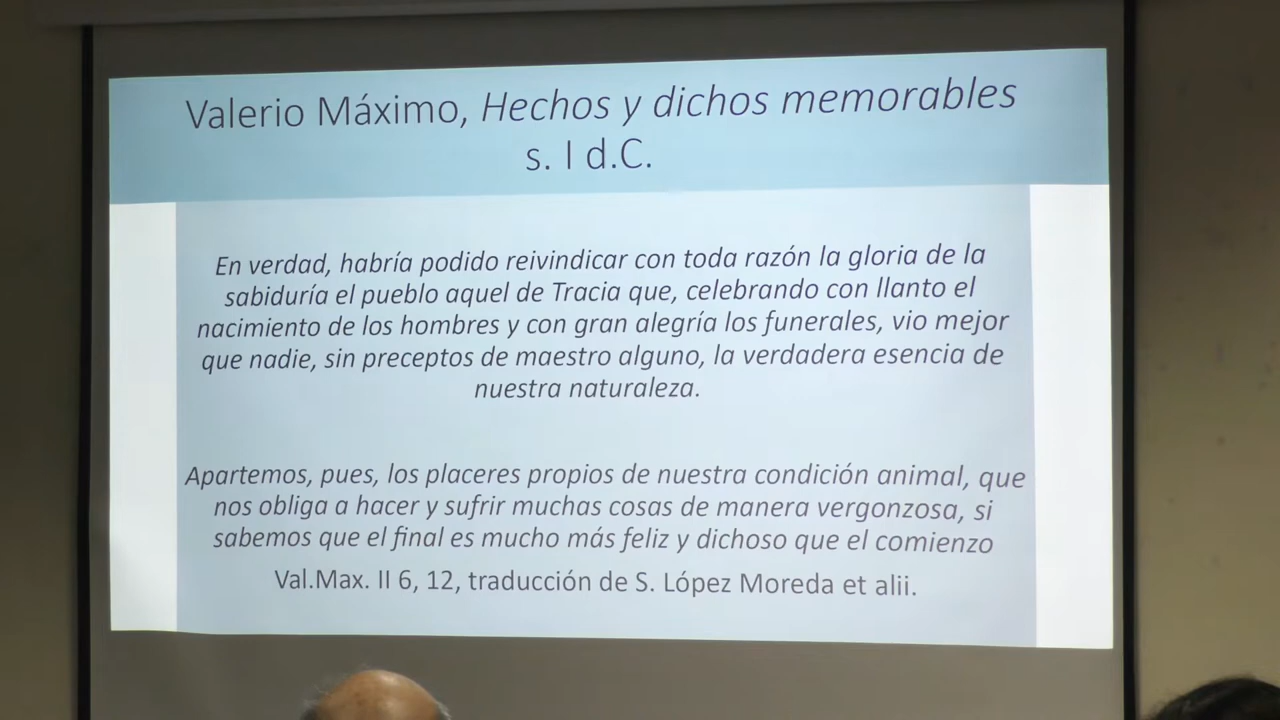 Valerio Máximo, Hechos y dichos memorables
s. I d.C.
En verdad, habría podido reivindicar con toda razón la gloria de la
sabiduría el pueblo aquel de Tracia que, celebrando con llanto el
nacimiento de los hombres y con gran alegría los funerales, vio mejor
que nadie, sin preceptos de maestro alguno, la verdadera esencia de
nuestra naturaleza.
Apartemos, pues, los placeres propios de nuestra condición animal, que
nos obliga a hacer y sufrir muchas cosas de manera vergonzosa, si
sabemos que el final es mucho más feliz y dichoso que el comienzo
Val.Max. II 6, 12, traducción de S. López Moreda et alii.